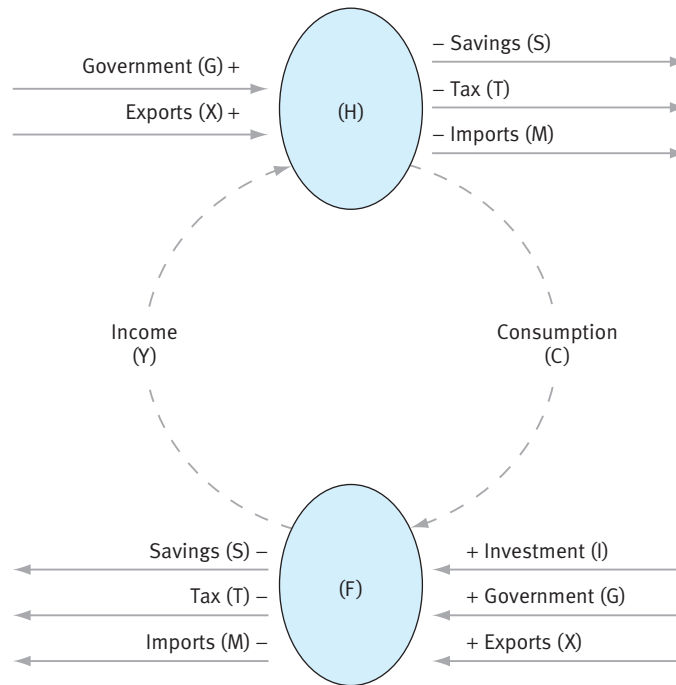 Government (G) +
Exports (X) +
(H)
– Savings (S)
– Tax (T)
– Imports (M)
Income
(Y)
Consumption
(C)
Savings (S) –
Tax (T) –
Imports (M) –
(F)
+ Investment (I)
+ Government (G)
+ Exports (X)